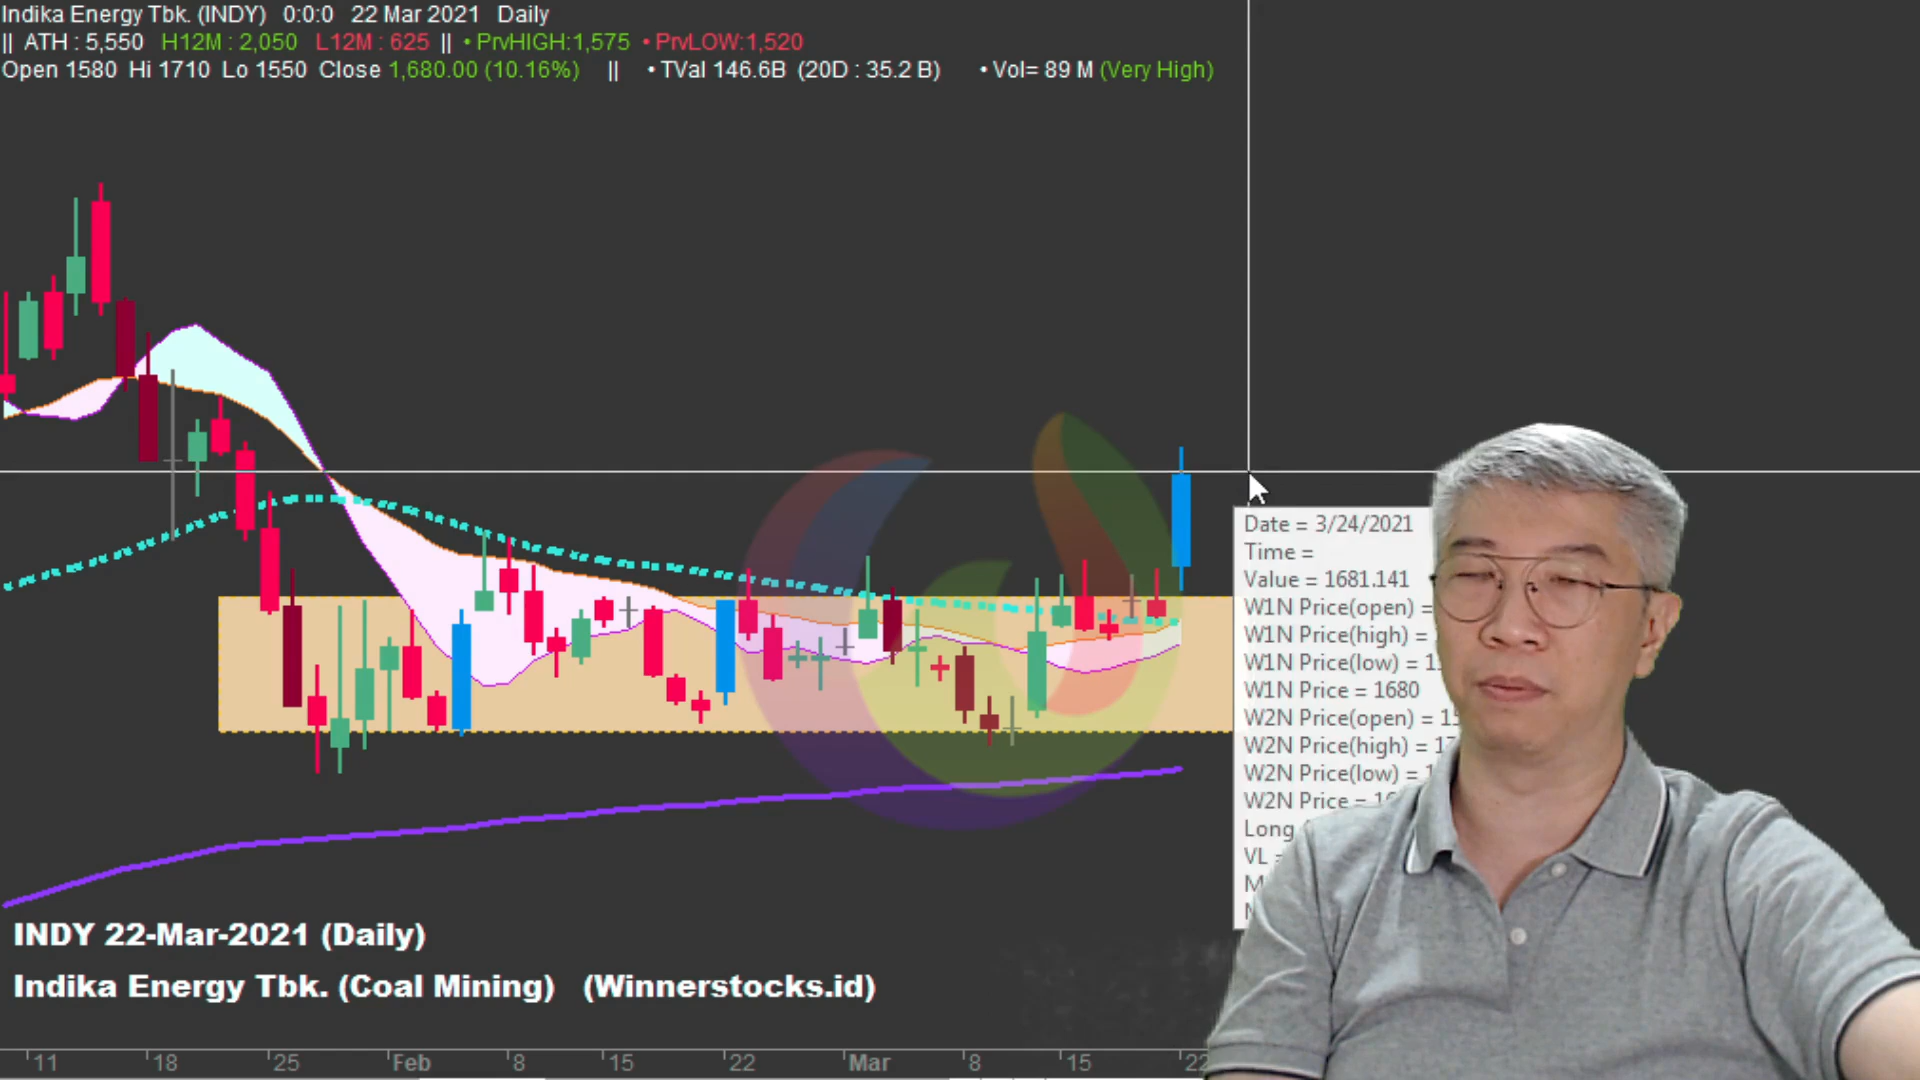 Indika Energy Tbk. (INDY) 0:0:0 22 Mar 2021 Daily
|| ATH : 5,550 H12M : 2,050 L12M : 625 || • PrvHIGH:1,575 • PrvLOW:1,520
Open 1580 Hi 1710 Lo 1550 Close 1,680.00 (10.16%) || • TVal 146.6B (20D : 35.2 B) • Vol= 89 M (Very High)
Date = 3/24/2021
Time =
Value = 1681.141
W1N Price(open) =
W1N Price(high) =
W1N Price(low) =
W1N Price = 1680
W2N Price(open) =
W2N Price(high) =
W2N Price(low) =
W2N Price =
Long
VL =
INDY 22-Mar-2021 (Daily)
Indika Energy Tbk. (Coal Mining) (Winnerstocks.id)
11 18 25 Feb 8 15 22 Mar 8 15 22